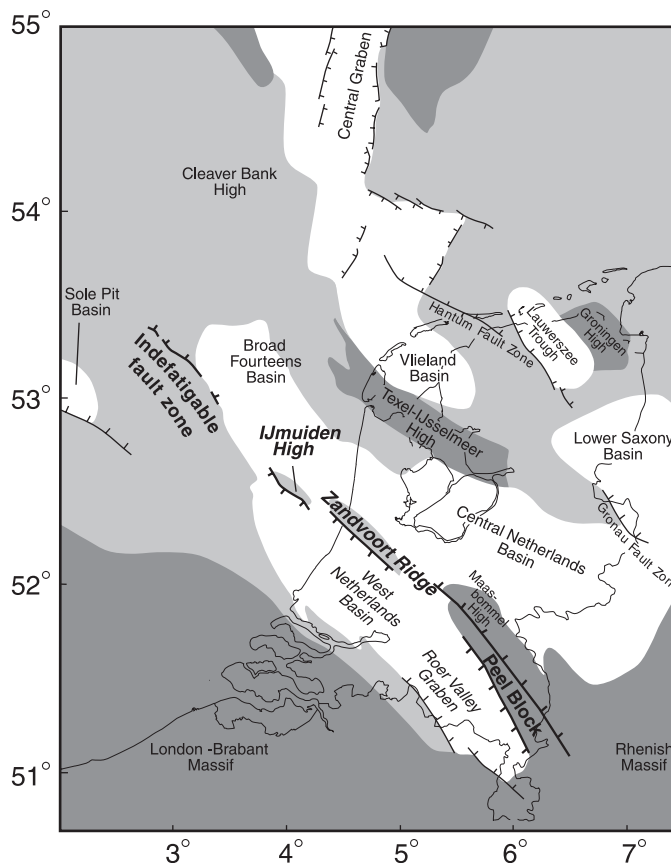 55°
Central Graben
Cleaver Bank
High
54°
Sole Pit
Basin
Indefatigable
fault zone
Broad
Fourteens
Basin
Hantum Fault Zone
Lauwerszee
Trough
Groningen
High
Vlieland
Basin
53°
Texel-IJsselmeer
High
Lower Saxony
Basin
IJmuiden
High
Gronau Fault Zon
Zandvoort Ridge
Central Netherlands
Basin
52°
West
Netherlands
Basin
Maas-
bommel
High
Roer Valley
Graben
Peel Block
London -Brabant
Massif
Rhenish
Massif
51°
3°
4°
5°
6°
7°